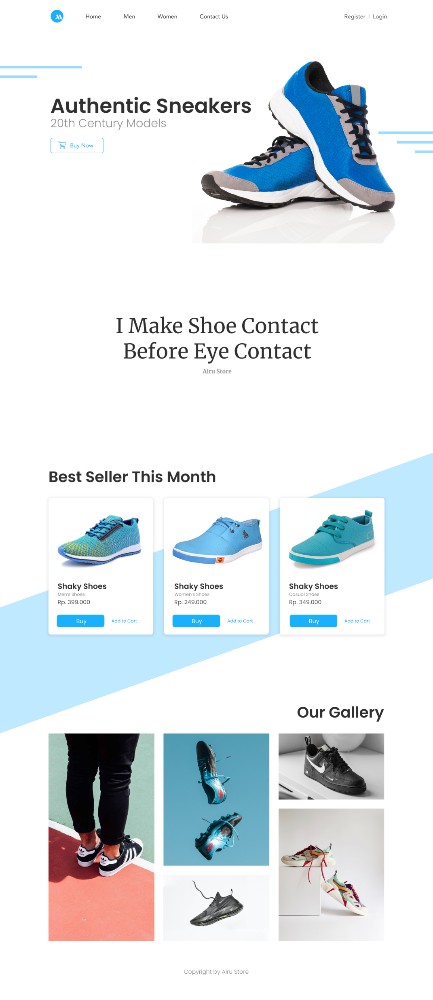 Home
Men
Women
Contact Us
Register | Login
Authentic Sneakers
20th Century Models
Buy Now
I Make Shoe Contact
Before Eye Contact
Airu Store
Best Seller This Month
Shaky Shoes
Men's Shoes
Rp. 399.000
Buy
Add to Cart
Shaky Shoes
Women's Shoes
Rp. 249.000
Buy
Add to Cart
Shaky Shoes
Casual Shoes
Rp. 349.000
Buy
Add to Cart
Our Gallery
Copyright by Airu Store